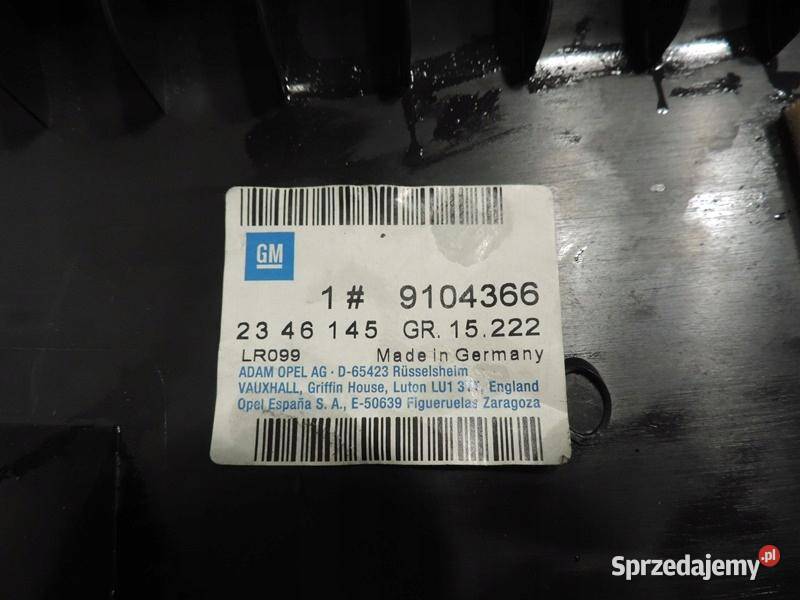 GM
1# 9104366
23 46 145 GR. 15.222
LR099 Made in Germany
ADAM OPEL AG · D-65423 Rüsselsheim
VAUXHALL, Griffin House, Luton LU1 3YT, England
Opel España S. A., E-50639 Figueruelas Zaragoza
Sprzedajemy.pl